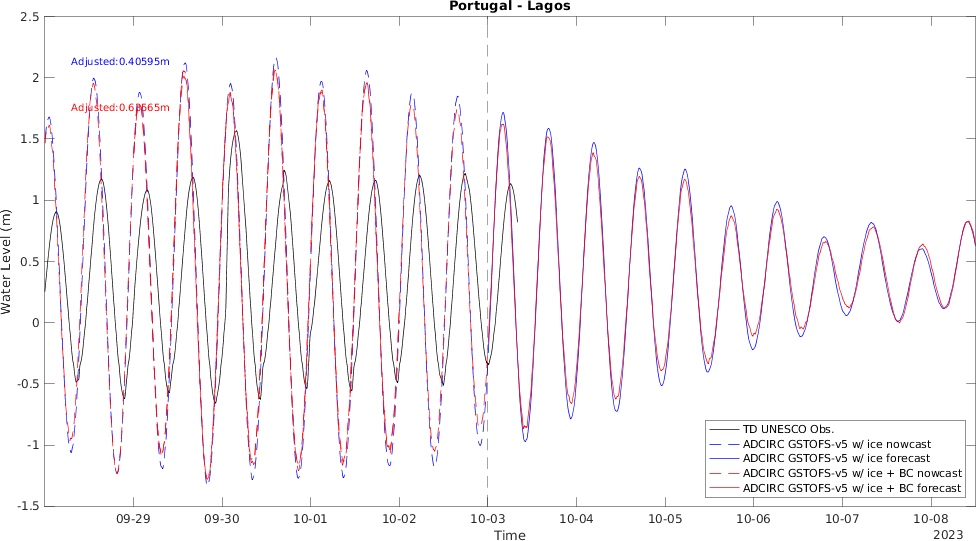 Portugal - Lagos
2.5
2
1.5
1
0.5
0
-0.5
-1
-1.5
Water Level (m)
Adjusted:0.40595m
TD UNESCO Obs.
ADCIRC GSTOFS-v5 w/ ice nowcast
ADCIRC GSTOFS-v5 w/ ice forecast
ADCIRC GSTOFS-v5 w/ ice + BC nowcast
ADCIRC GSTOFS-v5 w/ ice + BC forecast
09-29 09-30 10-01 10-02 10-03 10-04 10-05 10-06 10-07 10-08
Time
2023